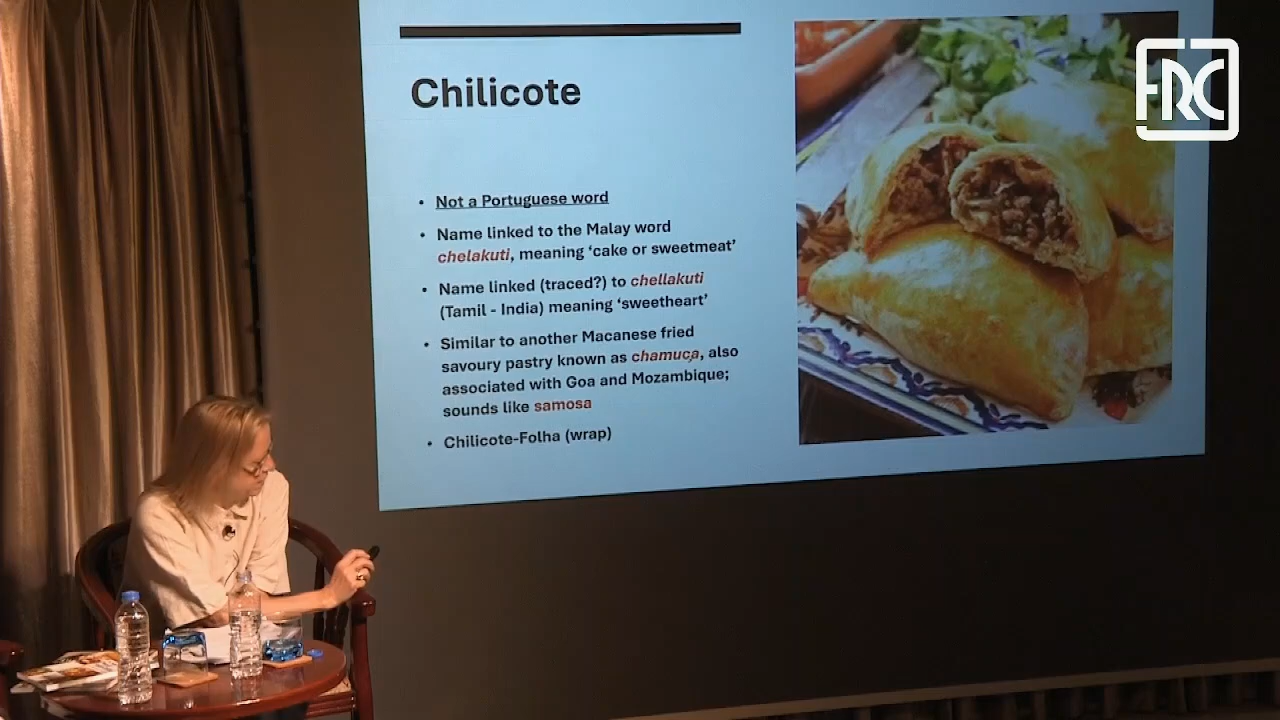 FRC
Chilicote
• Not a Portuguese word
• Name linked to the Malay word
chelakuti, meaning ‘cake or sweetmeat’
• Name linked (traced?) to chellakuti
(Tamil - India) meaning ‘sweetheart’
• Similar to another Macanese fried
savoury pastry known as chamuça, also
associated with Goa and Mozambique;
sounds like samosa
• Chilicote-Folha (wrap)